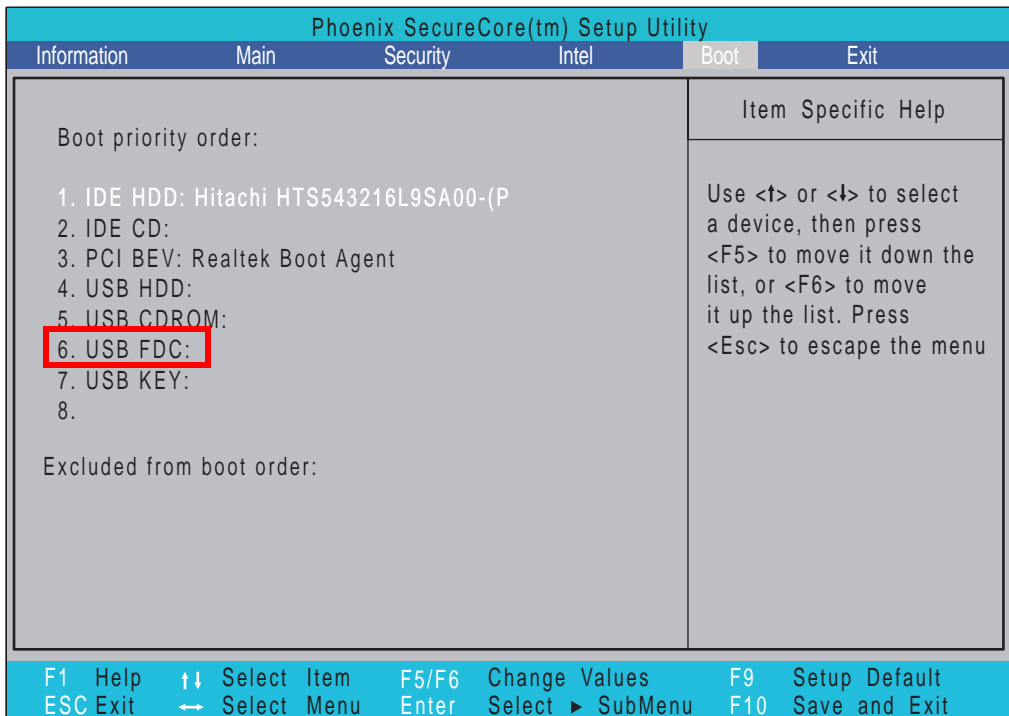 Phoenix SecureCore(tm) Setup Utility
Information Main Security Intel Boot Exit
Boot priority order:
1. IDE HDD: Hitachi HTS543216L9SA00-(P
2. IDE CD:
3. PCI BEV: Realtek Boot Agent
4. USB HDD:
5. USB CDROM:
6. USB FDC:
7. USB KEY:
8.
Excluded from boot order:
Item Specific Help
Use <↑> or <↓> to select
a device, then press
<F5> to move it down the
list, or <F6> to move
it up the list. Press
<Esc> to escape the menu
F1 Help ↑↓ Select Item F5/F6 Change Values F9 Setup Default
ESC Exit ↔ Select Menu Enter Select ► SubMenu F10 Save and Exit